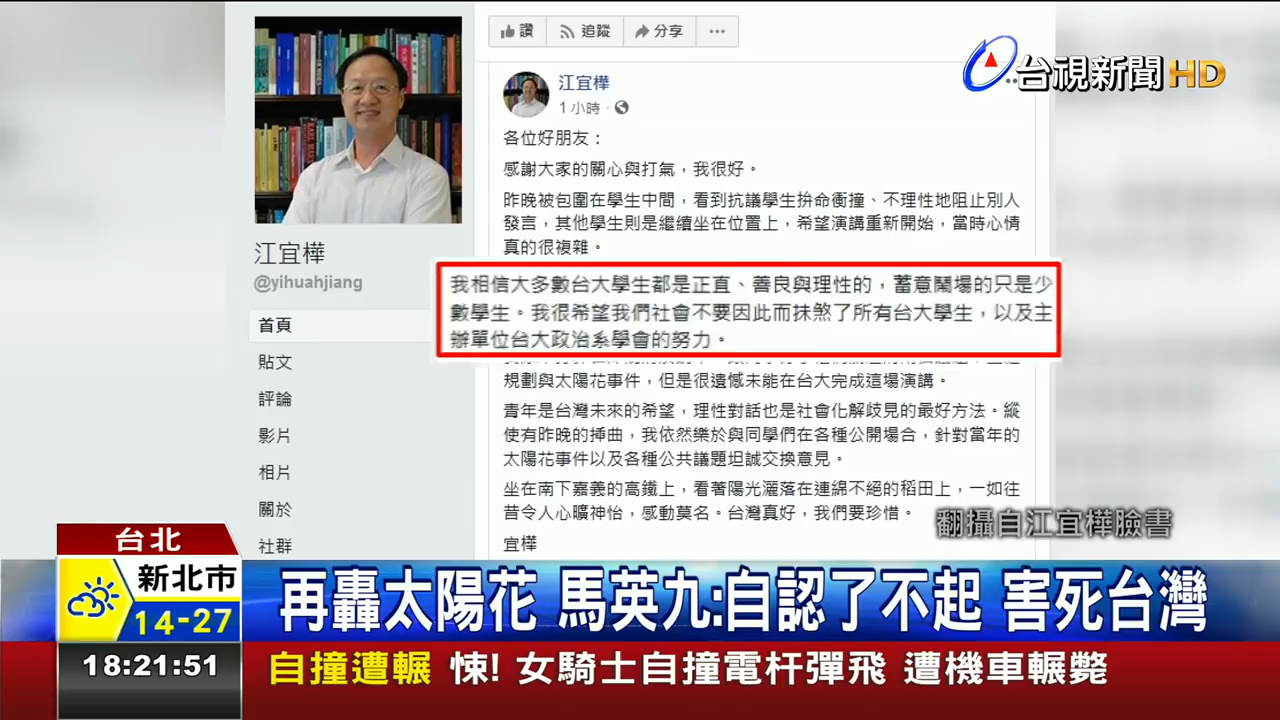 讚 追蹤 分享 ...
台視新聞HD
江宜樺
1 小時
各位好朋友：
感謝大家的關心與打氣，我很好。
昨晚被包圍在學生中間，看到抗議學生拚命衝撞、不理性地阻止別人
發言，其他學生則是繼續坐在位置上，希望演講重新開始，當時心情
真的很複雜。
江宜樺
@yihuahjiang
我相信大多數台大學生都是正直、善良與理性的，蓄意鬧場的只是少
數學生。我很希望我們社會不要因此而抹煞了所有台大學生，以及主
辦單位台大政治系學會的努力。
規劃與太陽花事件，但是很遺憾未能在台大完成這場演講。
青年是台灣未來的希望，理性對話也是社會化解歧見的最好方法。縱
使有昨晚的插曲，我依然樂於與同學們在各種公開場合，針對當年的
太陽花事件以及各種公共議題坦誠交換意見。
坐在南下嘉義的高鐵上，看著陽光灑落在連綿不絕的稻田上，一如往
昔令人心曠神怡，感動莫名。台灣真好，我們要珍惜。
宜樺
首頁
貼文
評論
影片
相片
關於
社群
翻攝自江宜樺臉書
台北
新北市
14-27
18:21:51
再轟太陽花 馬英九:自認了不起 害死台灣
自撞遭輾 悚! 女騎士自撞電杆彈飛 遭機車輾斃